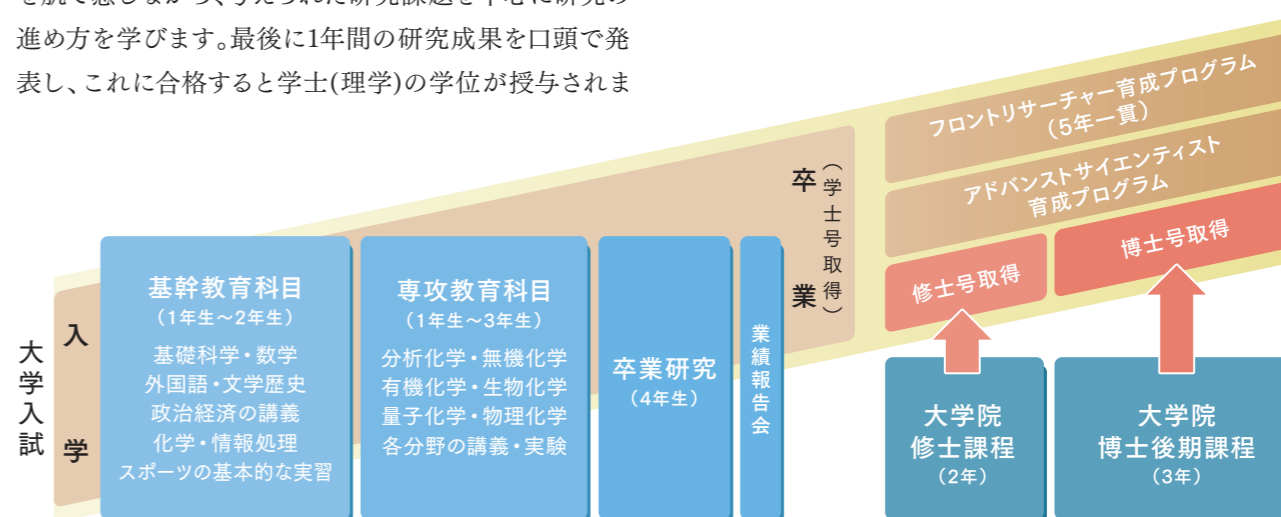 を肌で感じながら、与えられた研究課題を中心に研究の
進め方を学びます。最後に1年間の研究成果を口頭で発
表し、これに合格すると学士(理学)の学位が授与されま
大学入試
入学
基幹教育科目
(1年生～2年生)
基礎科学・数学
外国語・文学歴史
政治経済の講義
化学・情報処理
スポーツの基本的な実習
専攻教育科目
(1年生～3年生)
分析化学・無機化学
有機化学・生物化学
量子化学・物理化学
各分野の講義・実験
卒業研究
(4年生)
業績報告会
卒業
(学士号取得)
フロントリサーチャー育成プログラム
(5年一貫)
アドバンストサイエンティスト
育成プログラム
修士号取得
博士号取得
大学院
修士課程
(2年)
大学院
博士後期課程
(3年)